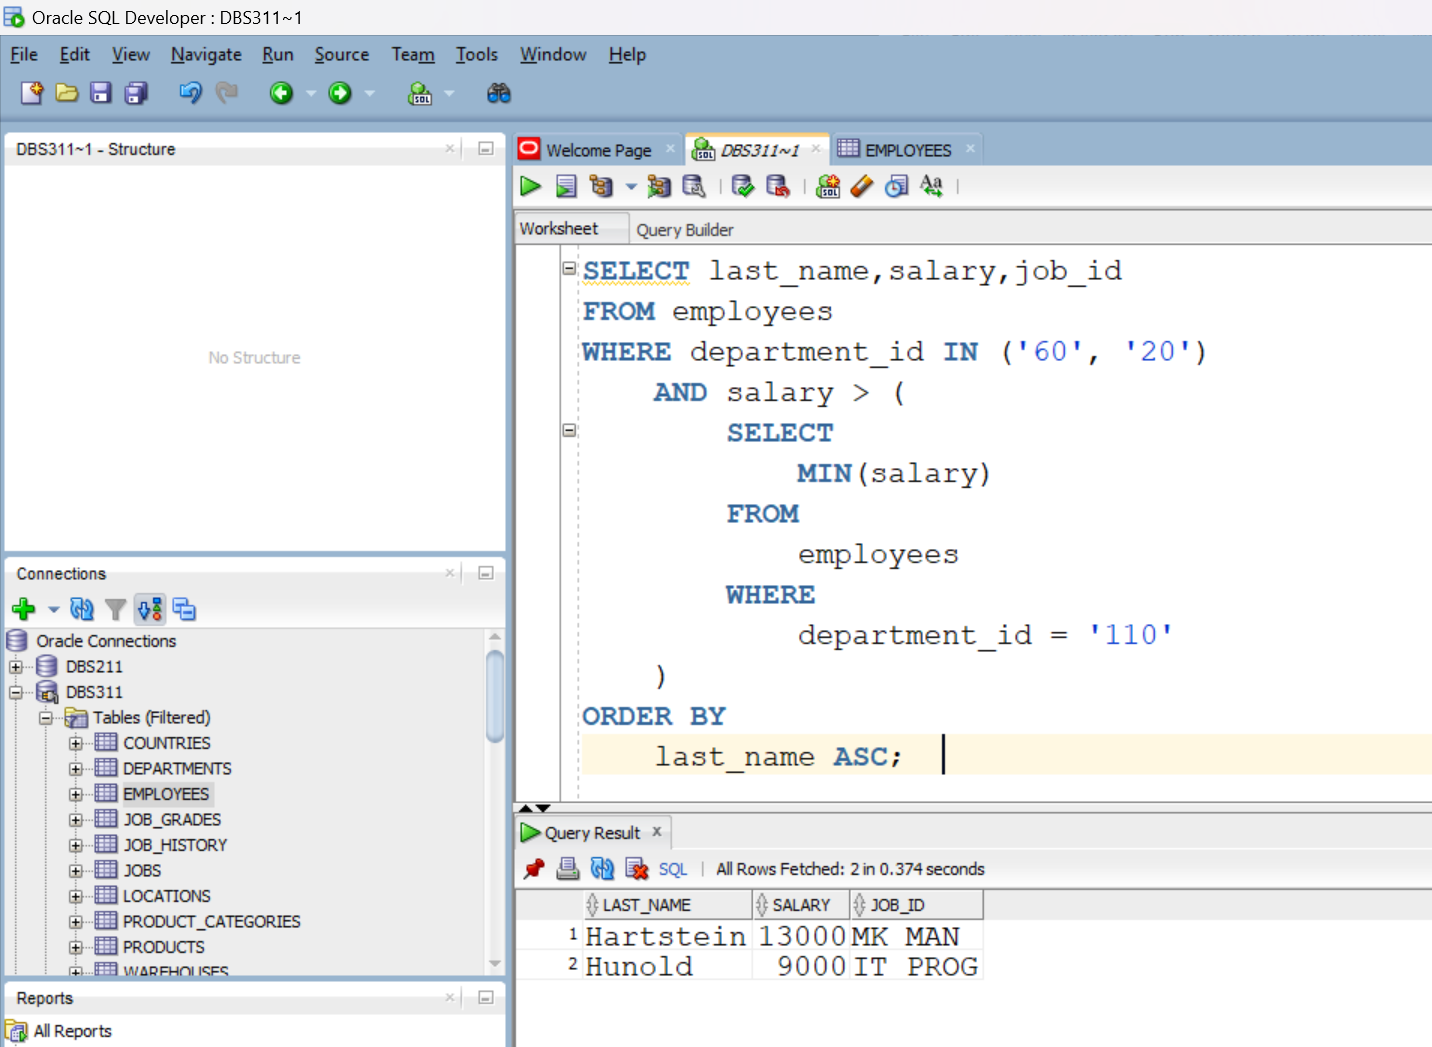 Oracle SQL Developer : DBS311~1
File Edit View Navigate Run Source Team Tools Window Help
DBS311~1 - Structure
No Structure
Connections
Oracle Connections
DBS211
DBS311
Tables (Filtered)
COUNTRIES
DEPARTMENTS
EMPLOYEES
JOB_GRADES
JOB_HISTORY
JOBS
LOCATIONS
PRODUCT_CATEGORIES
PRODUCTS
WAREHOUSES
Reports
All Reports
Welcome Page DBS311~1 EMPLOYEES
Worksheet Query Builder
SELECT last_name,salary,job_id
FROM employees
WHERE department_id IN ('60', '20')
AND salary > (
SELECT
MIN(salary)
FROM
employees
WHERE
department_id = '110'
)
ORDER BY
last_name ASC;
Query Result
SQL | All Rows Fetched: 2 in 0.374 seconds
LAST_NAME SALARY JOB_ID
1 Hartstein 13000 MK MAN
2 Hunold 9000 IT PROG